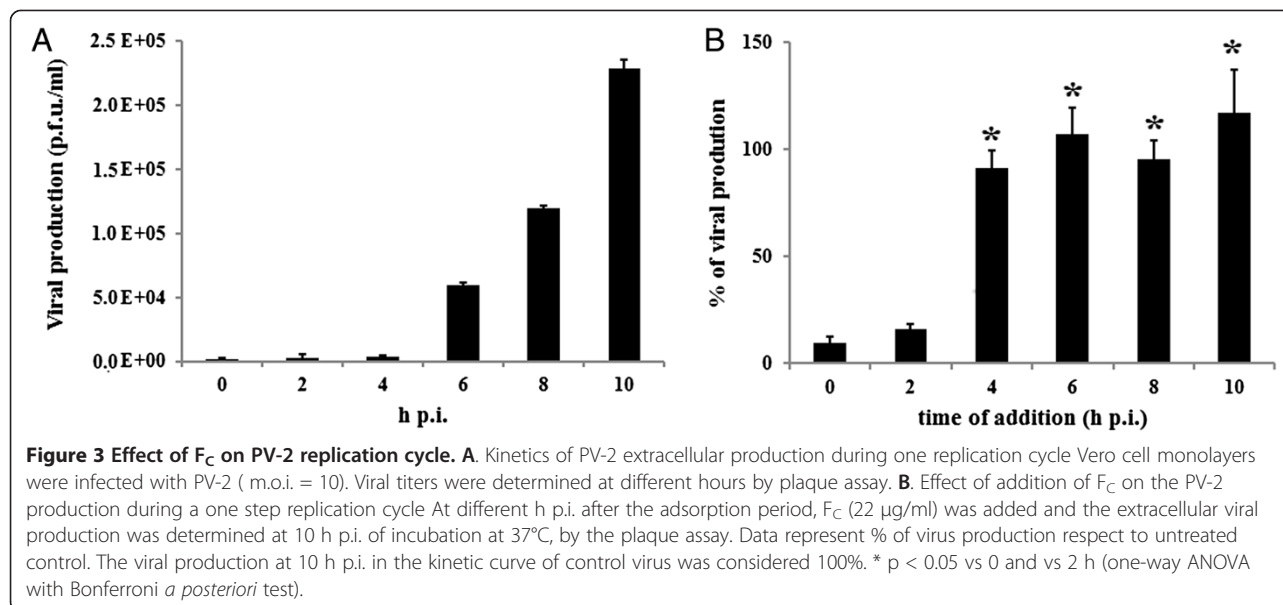 A
Viral production (p.f.u./ml)
2.5 E+05
2.0 E+05
1.5 E+05
1.0 E+05
5.0 E+04
0.0 E+00
0 2 4 6 8 10
h p.i.
B
% of viral prodution
150
100
50
0
* * * *
0 2 4 6 8 10
time of addition (h p.i.)
Figure 3 Effect of FC on PV-2 replication cycle. A. Kinetics of PV-2 extracellular production during one replication cycle Vero cell monolayers
were infected with PV-2 ( m.o.i. = 10). Viral titers were determined at different hours by plaque assay. B. Effect of addition of FC on the PV-2
production during a one step replication cycle At different h p.i. after the adsorption period, FC (22 μg/ml) was added and the extracellular viral
production was determined at 10 h p.i. of incubation at 37°C, by the plaque assay. Data represent % of virus production respect to untreated
control. The viral production at 10 h p.i. in the kinetic curve of control virus was considered 100%. * p < 0.05 vs 0 and vs 2 h (one-way ANOVA
with Bonferroni a posteriori test).